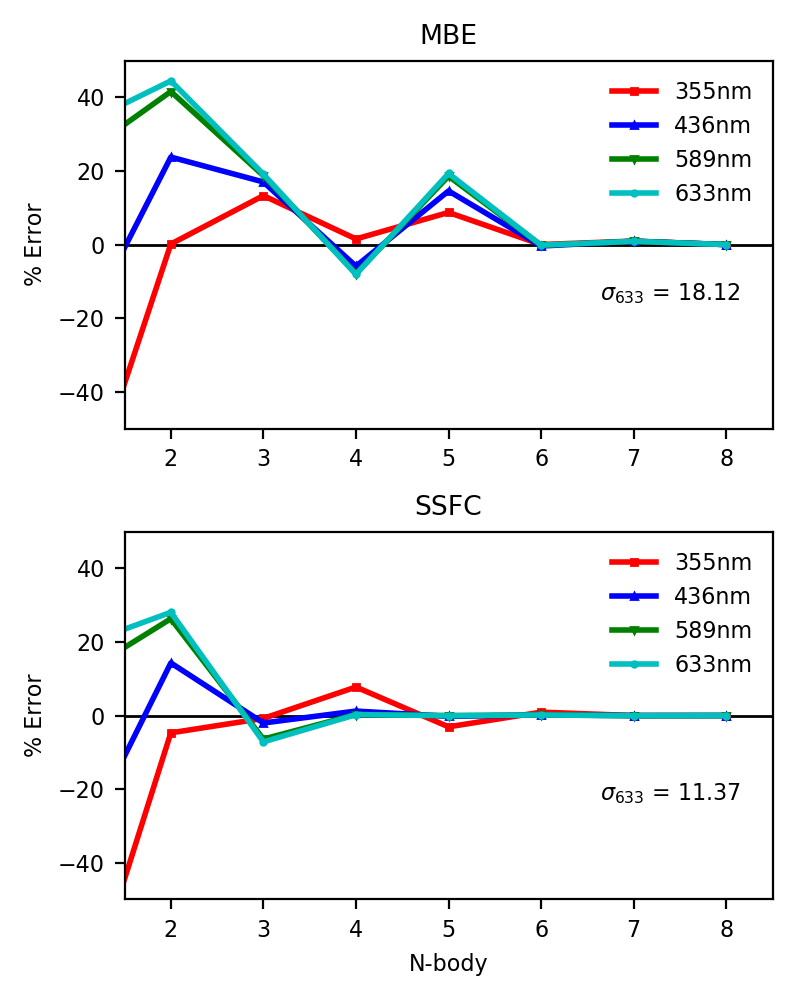 MBE
% Error
40
20
0
−20
−40
355nm
436nm
589nm
633nm
σ633 = 18.12
2 3 4 5 6 7 8
SSFC
% Error
40
20
0
−20
−40
355nm
436nm
589nm
633nm
σ633 = 11.37
2 3 4 5 6 7 8
N-body